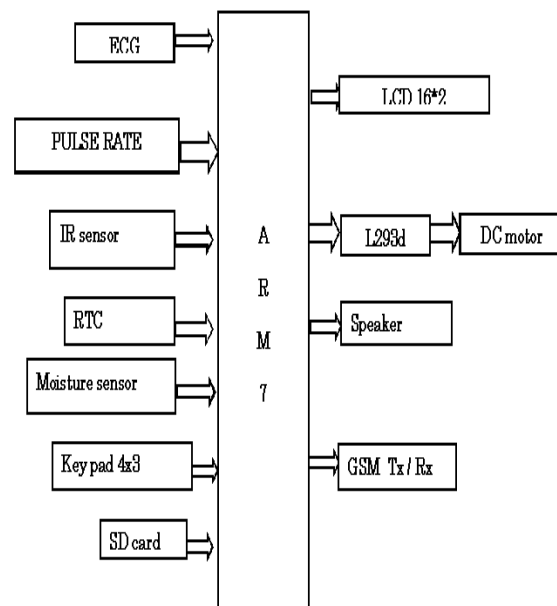 ECG
PULSE RATE
IR sensor
RTC
Moisture sensor
Key pad 4x3
SD card
A
R
M
7
LCD 16*2
L293d
DC motor
Speaker
GSM Tx / Rx